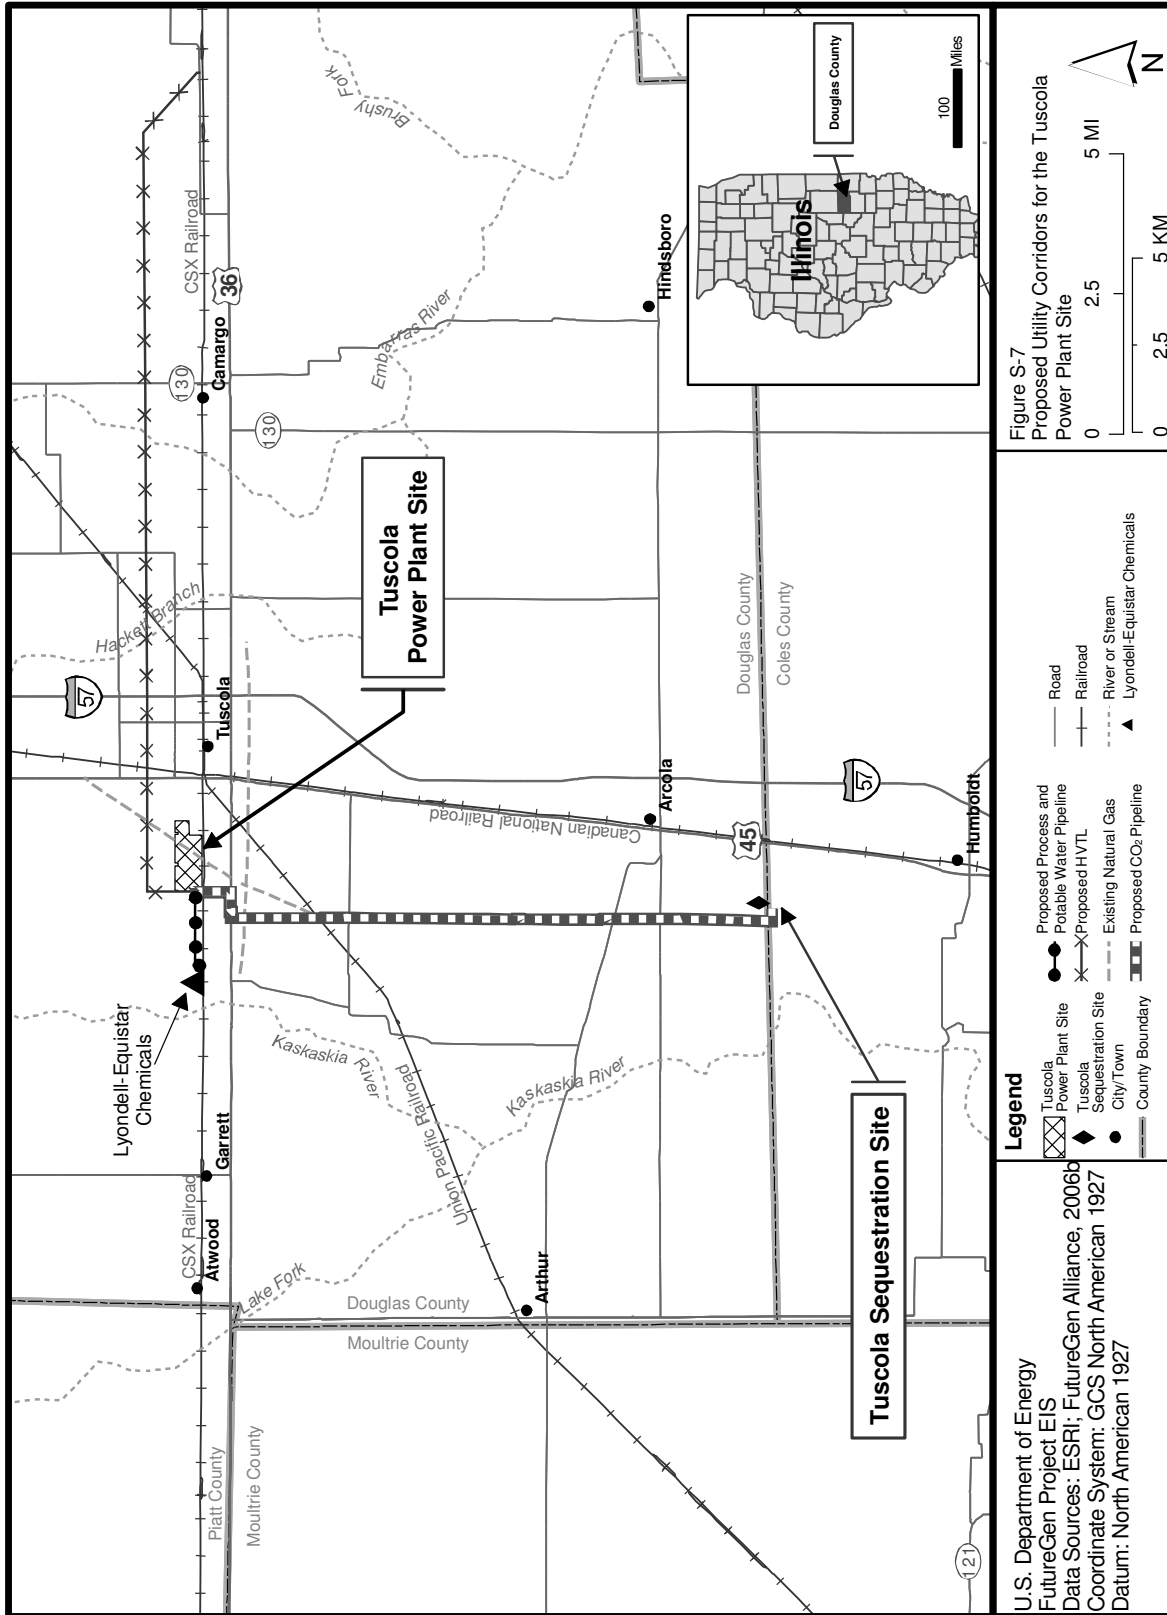 Piatt County
Moultrie County
CSX Railroad
Atwood
Garrett
Lyondell-Equistar
Chemicals
Lake Fork
Kaskaskia
River
Tuscola
Hackett Branch
57
130
Camargo
CSX Railroad
36
130
Embarras River
Brushy
Fork
Tuscola
Power Plant Site
Douglas County
Moultrie County
Union Pacific Railroad
Kaskaskia River
Canadian National Railroad
Arthur
Arcola
Hindsboro
45
57
Douglas County
Coles County
Humboldt
121
Tuscola Sequestration Site
Illinois
Douglas County
100
Miles
U.S. Department of Energy
FutureGen Project EIS
Data Sources: ESRI; FutureGen Alliance, 2006b
Coordinate System: GCS North American 1927
Datum: North American 1927
Legend
Tuscola
Power Plant Site
Tuscola
Sequestration Site
City/Town
County Boundary
Proposed Process and
Potable Water Pipeline
Proposed HVTL
Existing Natural Gas
Proposed CO2 Pipeline
Road
Railroad
River or Stream
Lyondell-Equistar Chemicals
Figure S-7
Proposed Utility Corridors for the Tuscola
Power Plant Site
0 2.5 5 MI
0 2.5 5 KM
N